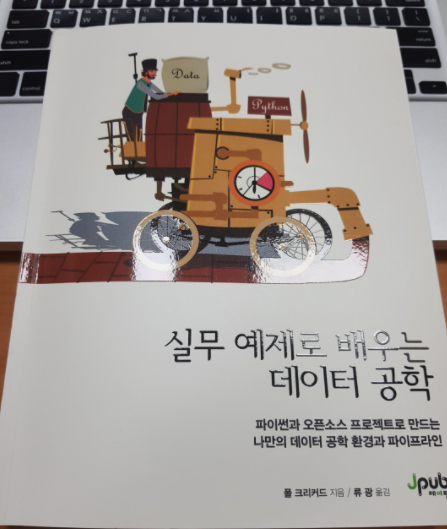 Data
Python
실무 예제로 배우는
데이터 공학
파이썬과 오픈소스 프로젝트로 만드는
나만의 데이터 공학 환경과 파이프라인
폴 크리커드 지음 / 류 광 옮김
Jpub